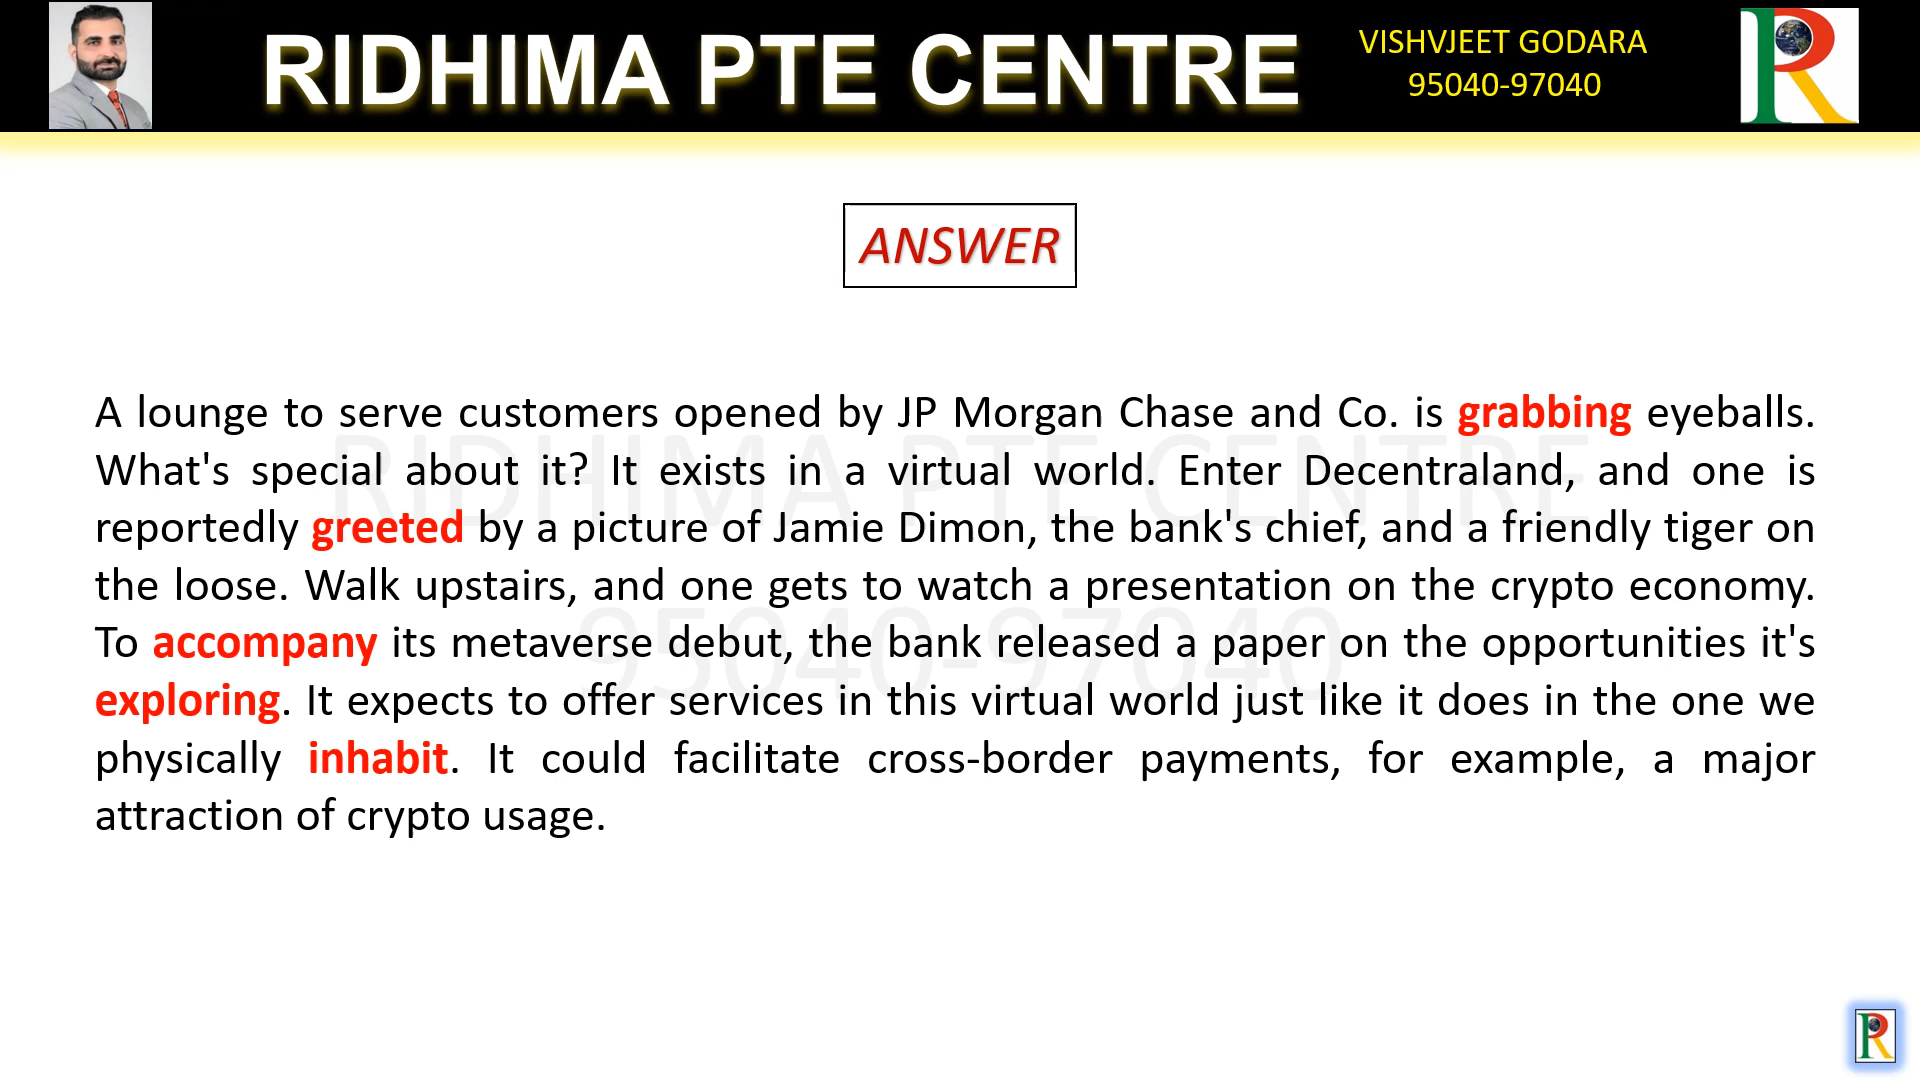 RIDHIMA PTE CENTRE
VISHVJEET GODARA
95040-97040
ANSWER
A lounge to serve customers opened by JP Morgan Chase and Co. is grabbing eyeballs.
What's special about it? It exists in a virtual world. Enter Decentraland, and one is
reportedly greeted by a picture of Jamie Dimon, the bank's chief, and a friendly tiger on
the loose. Walk upstairs, and one gets to watch a presentation on the crypto economy.
To accompany its metaverse debut, the bank released a paper on the opportunities it's
exploring. It expects to offer services in this virtual world just like it does in the one we
physically inhabit. It could facilitate cross-border payments, for example, a major
attraction of crypto usage.
RIDHIMA PTE CENTRE
95040-97040